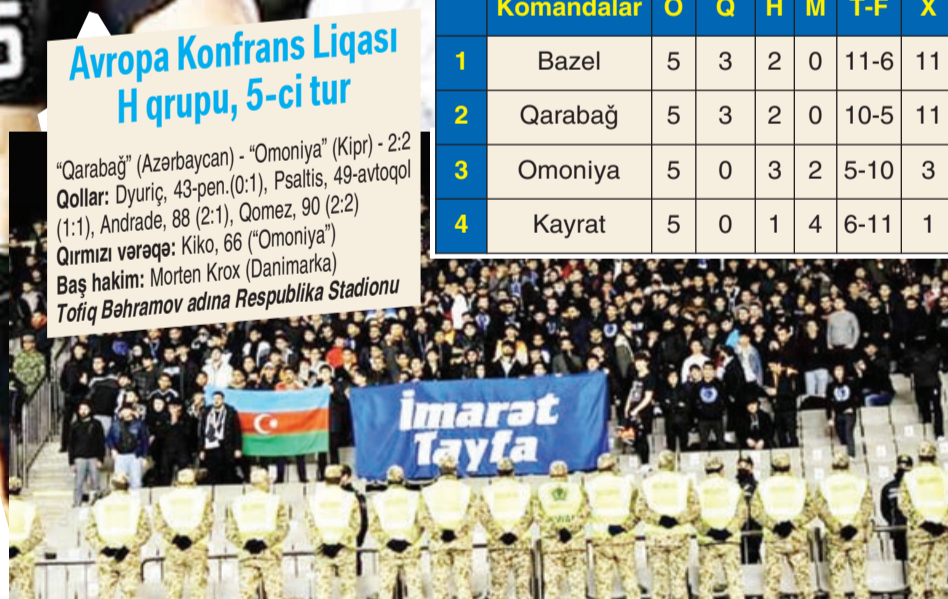 Avropa Konfrans Liqası
H qrupu, 5-ci tur
“Qarabağ” (Azərbaycan) - “Omoniya” (Kipr) - 2:2
Qollar: Dyuriç, 43-pen.(0:1), Psaltis, 49-avtoqol
(1:1), Andrade, 88 (2:1), Qomez, 90 (2:2)
Qırmızı vərəqə: Kiko, 66 (“Omoniya”)
Baş hakim: Morten Krox (Danimarka)
Tofiq Bəhramov adına Respublika Stadionu
Komandalar O Q H M T-F X
1 Bazel 5 3 2 0 11-6 11
2 Qarabağ 5 3 2 0 10-5 11
3 Omoniya 5 0 3 2 5-10 3
4 Kayrat 5 0 1 4 6-11 1
İmarət
Tayfa